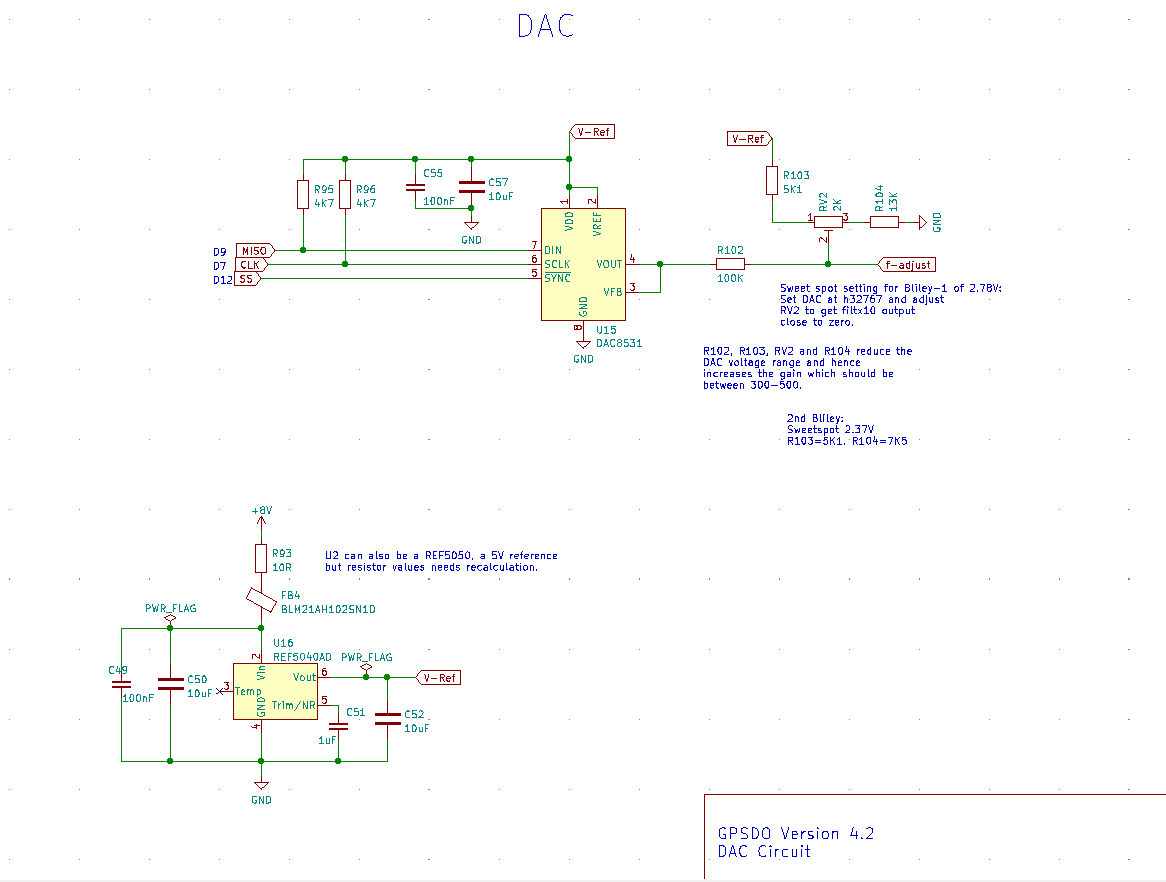 DAC
V-Ref
V-Ref
R95
4K7
R96
4K7
C55
100nF
C57
10uF
GND
R103
5K1
RV2
2K
R104
13K
GND
1
2
3
1
2
VDD
VREF
D9 MISO
D7 CLK
D12 SS
7 DIN
6 SCLK
5 SYNC
VOUT 4
VFB 3
GND
8
U15
DAC8531
GND
R102
100K
f-adjust
Sweet spot setting for Bliley-1 of 2.78V:
Set DAC at h32767 and adjust
RV2 to get filtx10 output
close to zero.
R102, R103, RV2 and R104 reduce the
DAC voltage range and hence
increases the gain which should be
between 300-500.
2nd Bliley:
Sweetspot 2.37V
R103=5K1, R104=7K5
+8V
R93
10R
U2 can also be a REF5050, a 5V reference
but resistor values needs recalculation.
FB4
BLM21AH102SN1D
PWR_FLAG
U16
REF5040AD
PWR_FLAG
C49
100nF
C50
10uF
2
Vin
3 Temp
Vout 6
V-Ref
Trim/NR 5
GND
4
C51
1uF
C52
10uF
GND
GPSDO Version 4.2
DAC Circuit